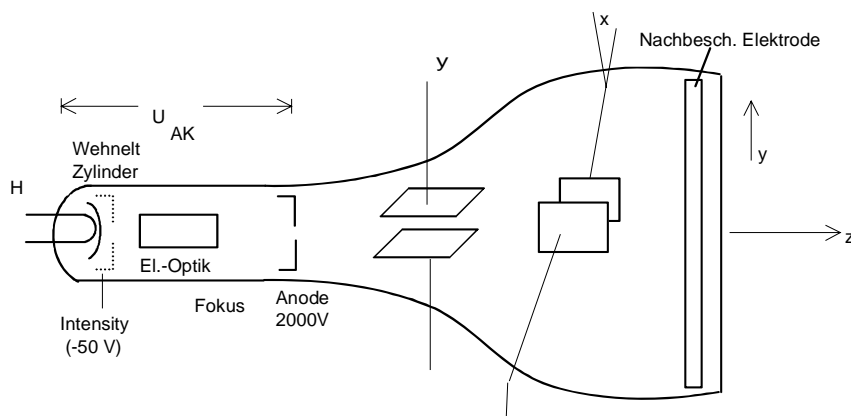 x
Nachbesch. Elektrode
y
U
AK
Wehnelt
Zylinder
y
H
z
El.-Optik
Fokus
Anode
2000V
Intensity
(-50 V)